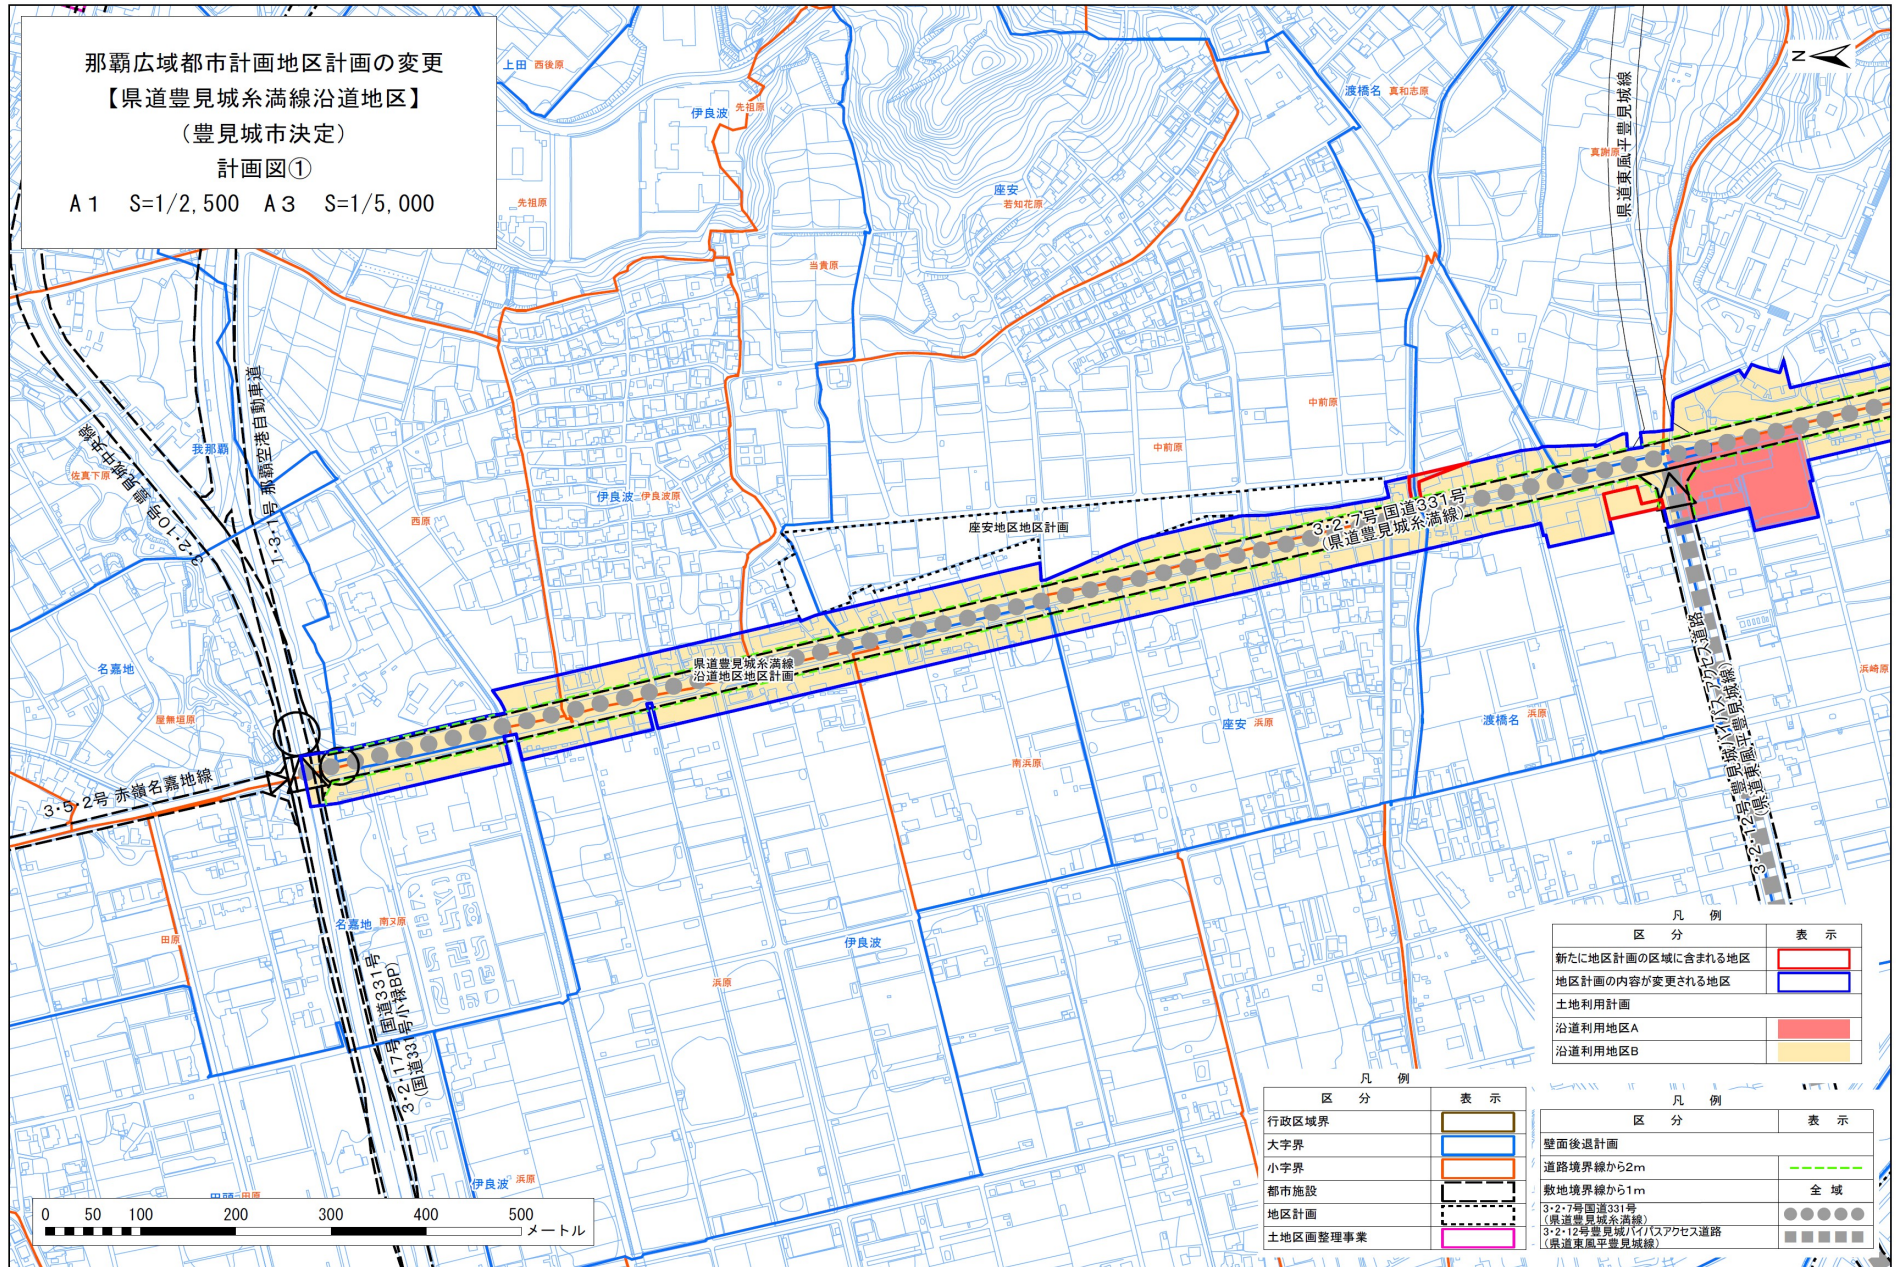 那覇広域都市計画地区計画の変更
【県道豊見城糸満線沿道地区】
（豊見城市決定）
計画図①
A1 S=1/2,500 A3 S=1/5,000
N
上田 西後原
伊良波 先祖原
先祖原
座安
若知花原
当貴原
渡橋名 真和志原
真謝原
県道東風平豊見城線
中前原
中前原
我那覇
佐真下原
3・2・10号 豊見城中央線
1・3・1号 那覇空港自動車道
西原
伊良波 伊良波原
座安地区地区計画
3・2・7号 国道331号
（県道豊見城糸満線）
県道豊見城糸満線
沿道地区地区計画
名嘉地
屋無垣原
3・5・2号 赤嶺名嘉地線
座安 浜原
渡橋名 浜原
浜崎原
南浜原
3・2・12号 豊見城バイパスアクセス道路
（県道東風平豊見城線）
名嘉地 南ヌ原
田原
伊良波
浜原
3・2・17号 国道331号
（国道331号小禄BP）
伊良波 浜原
田頭 田原
0 50 100 200 300 400 500
メートル
凡 例
区 分 表 示
新たに地区計画の区域に含まれる地区
地区計画の内容が変更される地区
土地利用計画
沿道利用地区A
沿道利用地区B
凡 例
区 分 表 示
行政区域界
大字界
小字界
都市施設
地区計画
土地区画整理事業
凡 例
区 分 表 示
壁面後退計画
道路境界線から2m
敷地境界線から1m 全 域
3・2・7号国道331号
（県道豊見城糸満線）
3・2・12号豊見城バイパスアクセス道路
（県道東風平豊見城線）